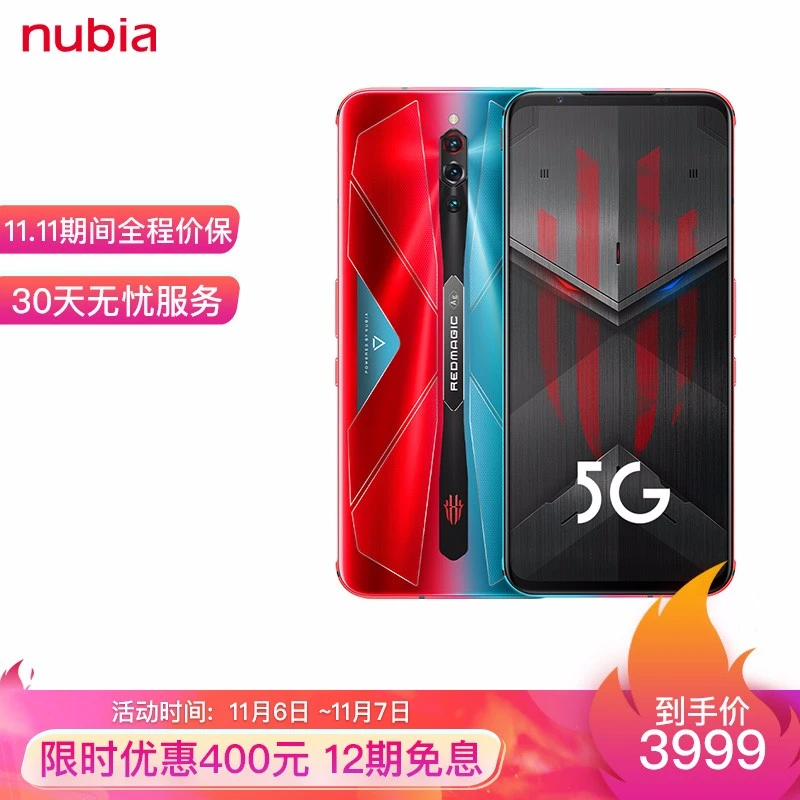 nubia
11.11期间全程价保
30天无忧服务
POWERED BY NUBIA
REDMAGIC
Ag
5G
活动时间: 11月6日 ~11月7日
限时优惠400元 12期免息
到手价
3999